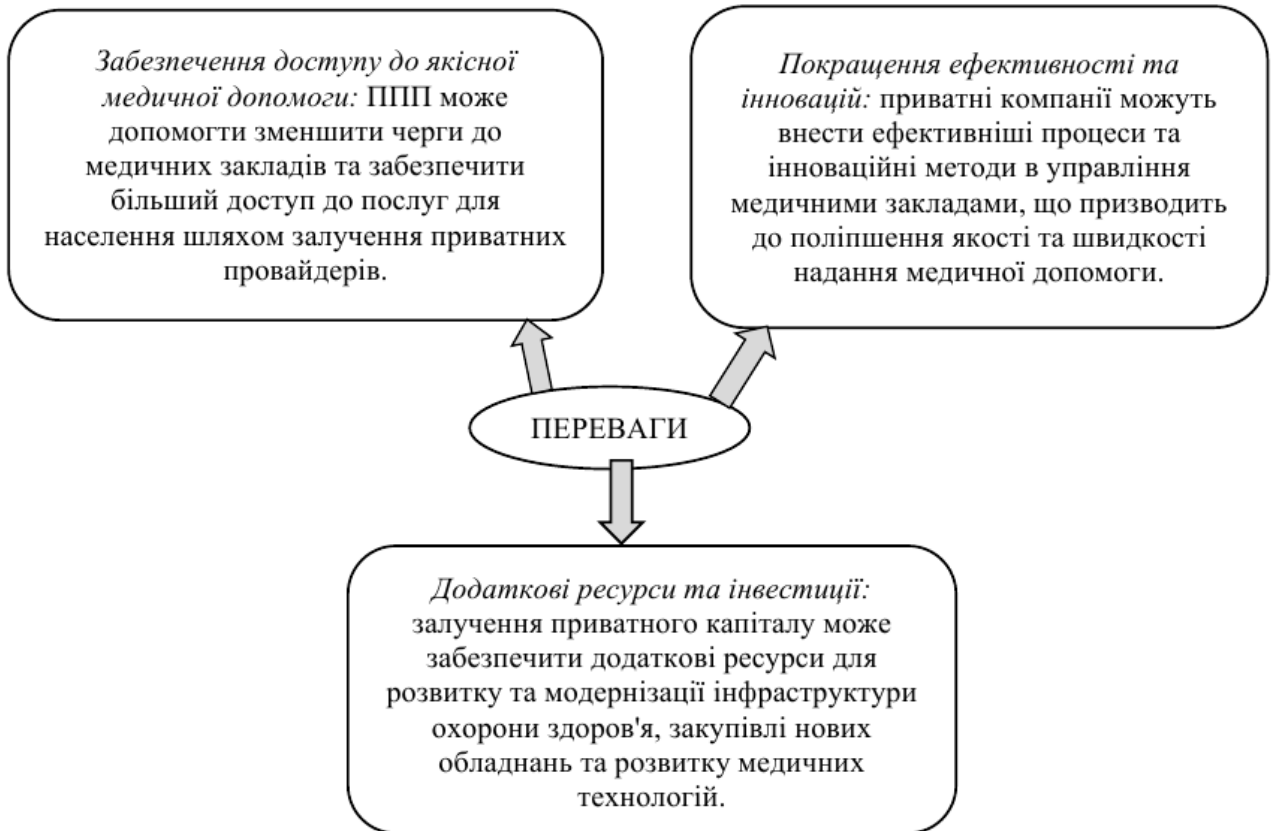 Забезпечення доступу до якісної
медичної допомоги: ППП може
допомогти зменшити черги до
медичних закладів та забезпечити
більший доступ до послуг для
населення шляхом залучення приватних
провайдерів.
Покращення ефективності та
інновацій: приватні компанії можуть
внести ефективніші процеси та
інноваційні методи в управління
медичними закладами, що призводить
до поліпшення якості та швидкості
надання медичної допомоги.
ПЕРЕВАГИ
Додаткові ресурси та інвестиції:
залучення приватного капіталу може
забезпечити додаткові ресурси для
розвитку та модернізації інфраструктури
охорони здоров'я, закупівлі нових
обладнань та розвитку медичних
технологій.